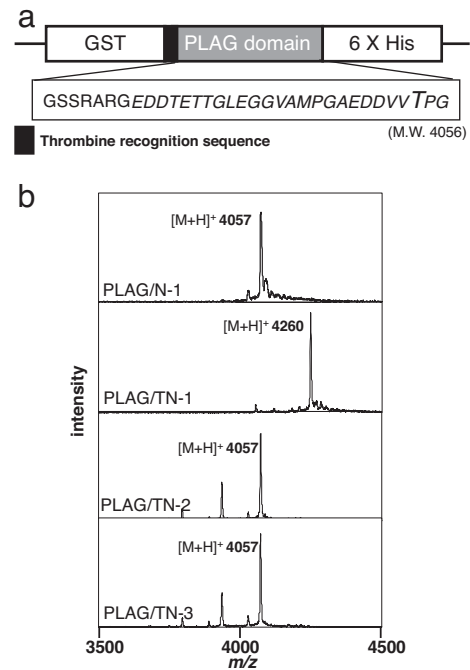 a
GST PLAG domain 6 X His
GSSRARGEDDTETTGLEGGVAMPGAEDDVVTPG
(M.W. 4056)
Thrombine recognition sequence
b
[M+H]+ 4057
PLAG/N-1
[M+H]+ 4260
PLAG/TN-1
[M+H]+ 4057
PLAG/TN-2
[M+H]+ 4057
PLAG/TN-3
intensity
3500 4000 4500
m/z